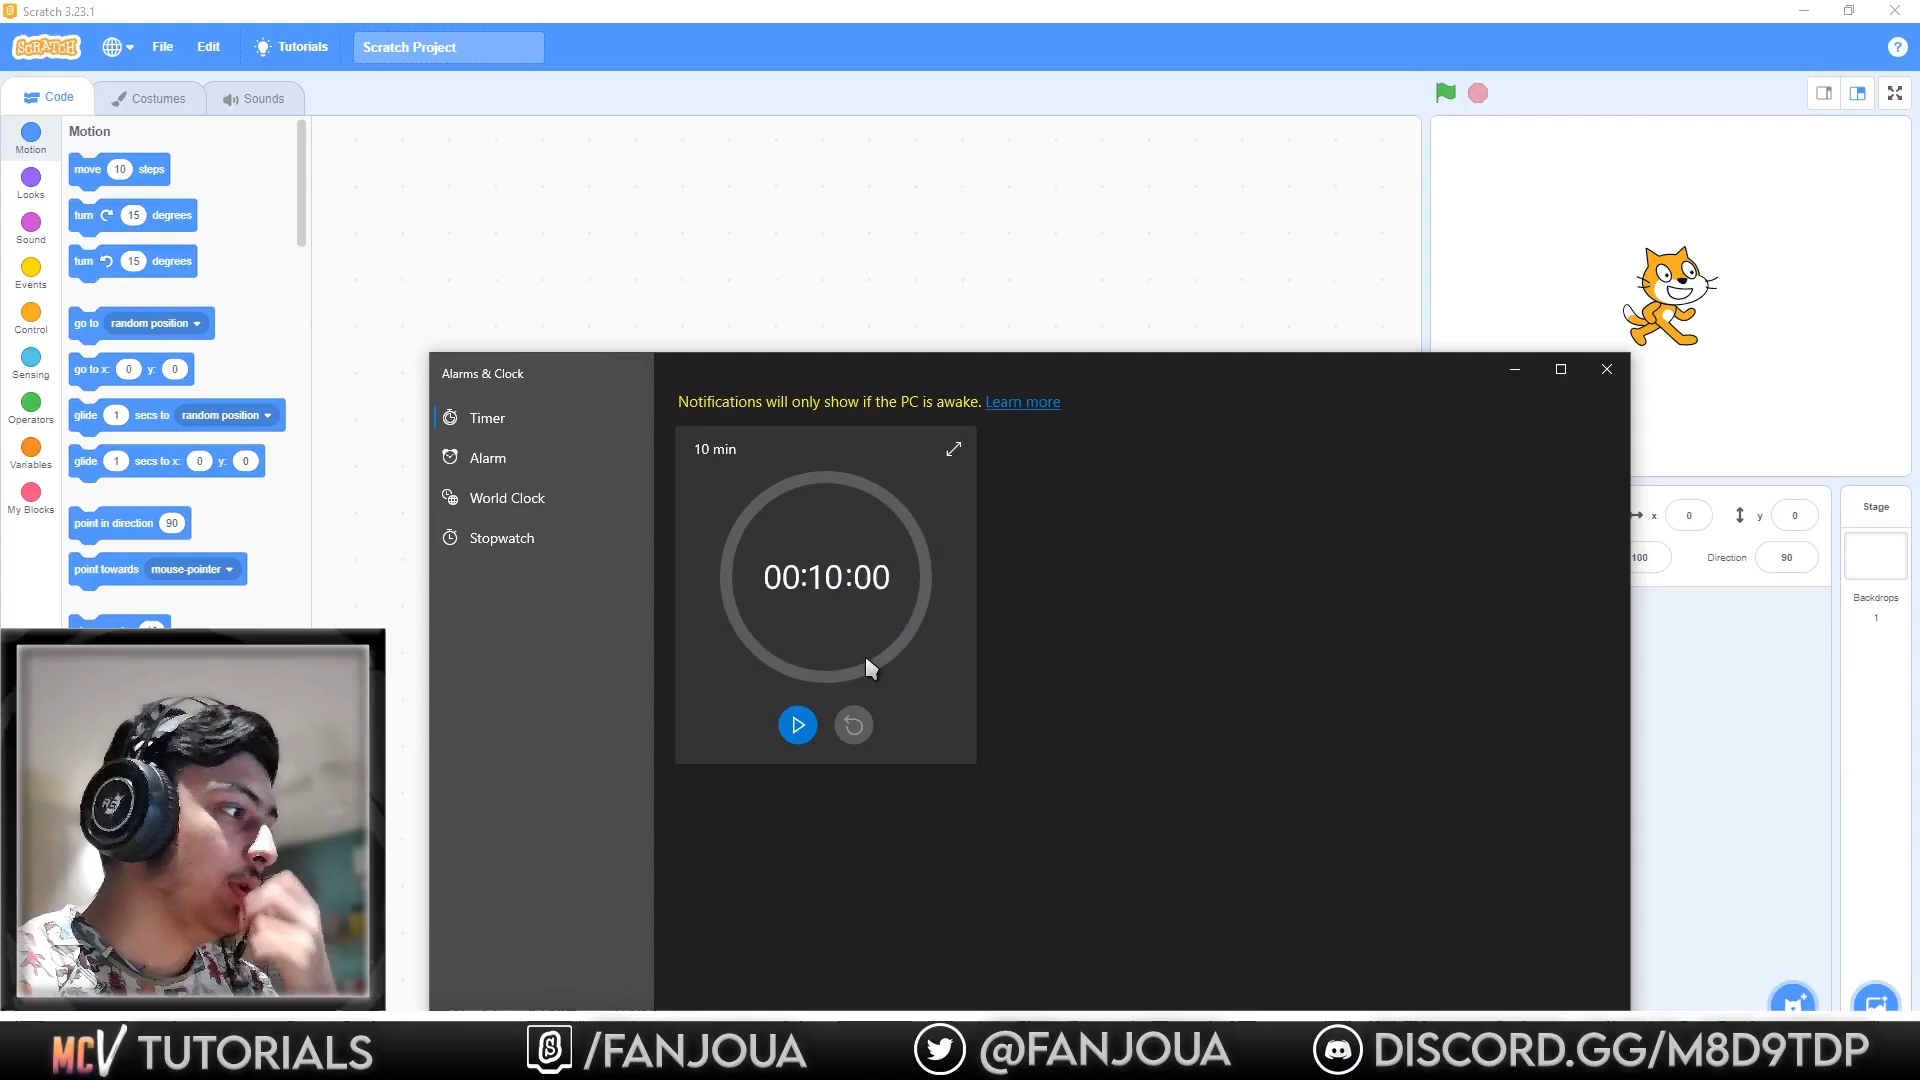 Scratch 3.23.1
SCRATCH
File
Edit
Tutorials
Scratch Project
?
Code
Costumes
Sounds
Motion
Looks
Sound
Events
Control
Sensing
Operators
Variables
My Blocks
Motion
move 10 steps
turn 15 degrees
turn 15 degrees
go to random position
go to x: 0 y: 0
glide 1 secs to random position
glide 1 secs to x: 0 y: 0
point in direction 90
point towards mouse-pointer
Alarms & Clock
Timer
Alarm
World Clock
Stopwatch
Notifications will only show if the PC is awake. Learn more
10 min
00:10:00
x 0 y 0
100 Direction 90
Stage
Backdrops
1
MCV TUTORIALS
/FANJOUA
@FANJOUA
DISCORD.GG/M8D9TDP